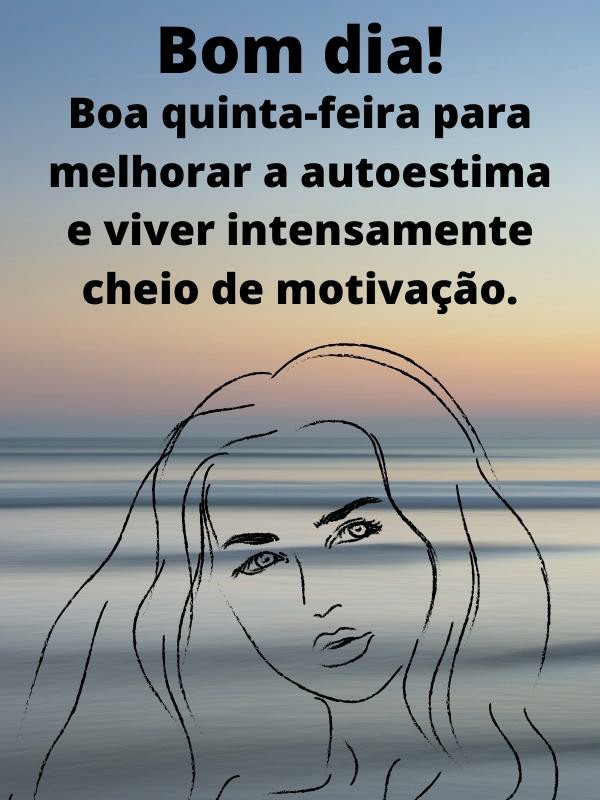 Bom dia!
Boa quinta-feira para
melhorar a autoestima
e viver intensamente
cheio de motivação.